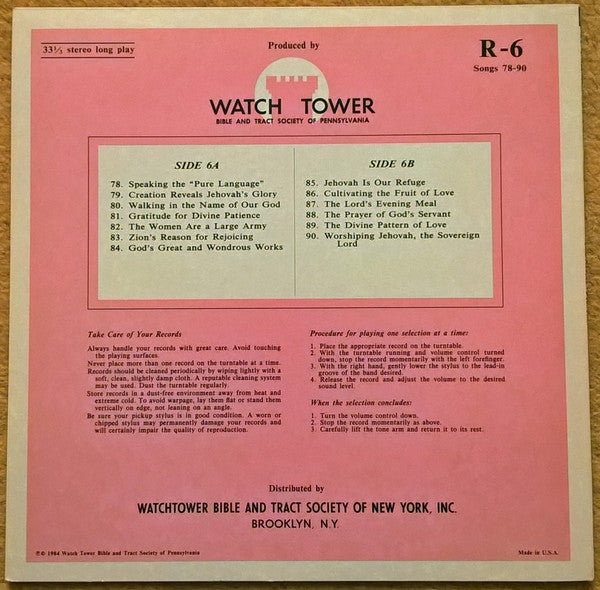 33⅓ stereo long play
Produced by
R-6
Songs 78-90
WATCH TOWER
BIBLE AND TRACT SOCIETY OF PENNSYLVANIA
SIDE 6A
78. Speaking the "Pure Language"
79. Creation Reveals Jehovah's Glory
80. Walking in the Name of Our God
81. Gratitude for Divine Patience
82. The Women Are a Large Army
83. Zion's Reason for Rejoicing
84. God's Great and Wondrous Works
SIDE 6B
85. Jehovah Is Our Refuge
86. Cultivating the Fruit of Love
87. The Lord's Evening Meal
88. The Prayer of God's Servant
89. The Divine Pattern of Love
90. Worshiping Jehovah, the Sovereign
Lord
Take Care of Your Records
Always handle your records with great care. Avoid touching
the playing surfaces.
Never place more than one record on the turntable at a time.
Records should be cleaned periodically by wiping lightly with a
soft, clean, slightly damp cloth. A reputable cleaning system
may be used. Dust the turntable regularly.
Store records in a dust-free environment away from heat and
extreme cold. To avoid warpage, lay them flat or stand them
vertically on edge, not leaning on an angle.
Be sure your pickup stylus is in good condition. A worn or
chipped stylus may permanently damage your records and
will certainly impair the quality of reproduction.
Procedure for playing one selection at a time:
1. Place the appropriate record on the turntable.
2. With the turntable running and volume control turned
down, stop the record momentarily with the left forefinger.
3. With the right hand, gently lower the stylus to the lead-in
groove of the band desired.
4. Release the record and adjust the volume to the desired
sound level.
When the selection concludes:
1. Turn the volume control down.
2. Stop the record momentarily as above.
3. Carefully lift the tone arm and return it to its rest.
Distributed by
WATCHTOWER BIBLE AND TRACT SOCIETY OF NEW YORK, INC.
BROOKLYN, N.Y.
℗© 1984 Watch Tower Bible and Tract Society of Pennsylvania
Made in U.S.A.